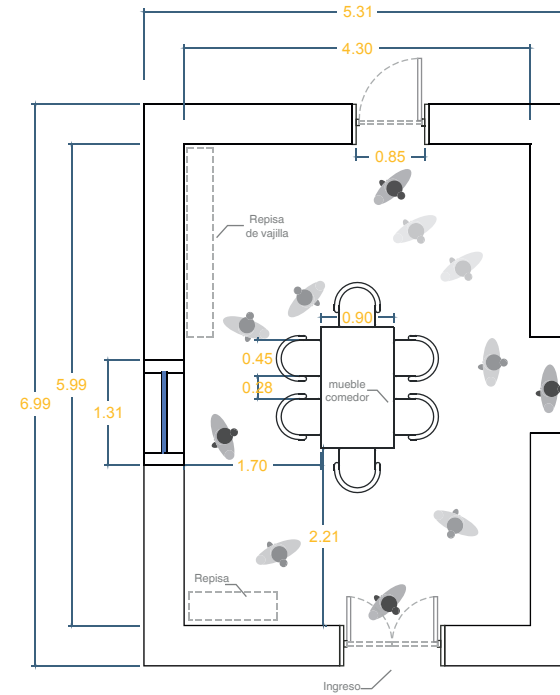 5.31
4.30
0.85
Repisa
de vajilla
0.90
0.45
0.28
mueble
comedor
5.99
6.99
1.31
1.70
2.21
Repisa
Ingreso